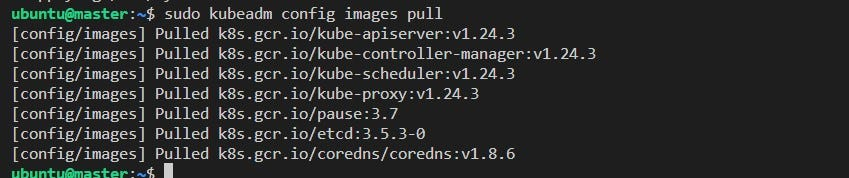 ubuntu@master:~$ sudo kubeadm config images pull
[config/images] Pulled k8s.gcr.io/kube-apiserver:v1.24.3
[config/images] Pulled k8s.gcr.io/kube-controller-manager:v1.24.3
[config/images] Pulled k8s.gcr.io/kube-scheduler:v1.24.3
[config/images] Pulled k8s.gcr.io/kube-proxy:v1.24.3
[config/images] Pulled k8s.gcr.io/pause:3.7
[config/images] Pulled k8s.gcr.io/etcd:3.5.3-0
[config/images] Pulled k8s.gcr.io/coredns/coredns:v1.8.6
ubuntu@master:~$